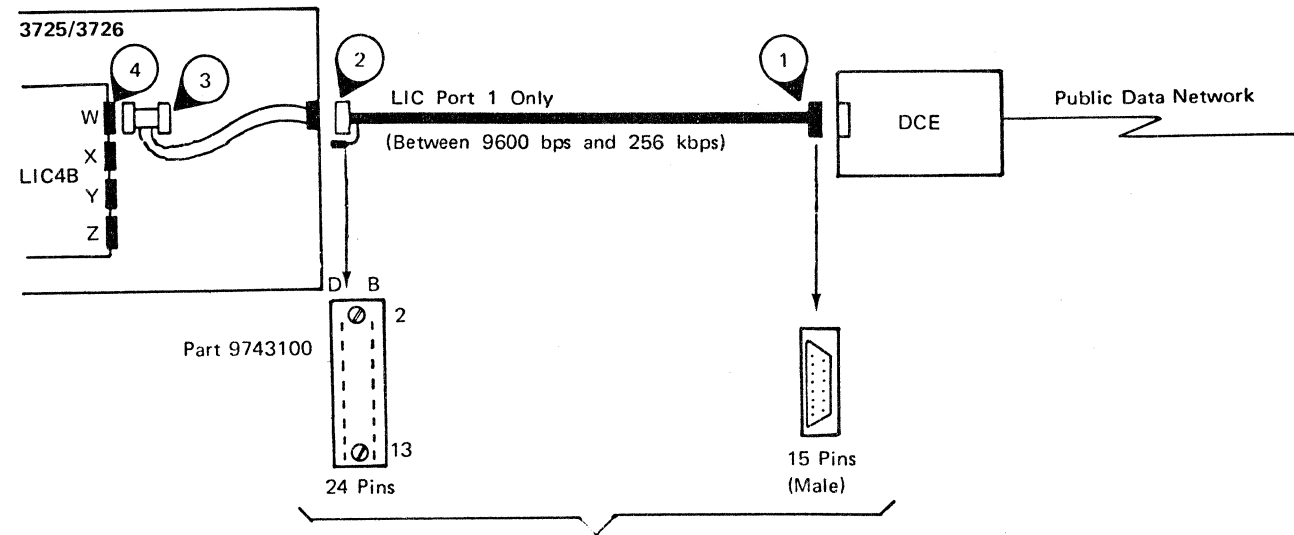 3725/3726
4
3
2
1
W
X
LIC4B
Y
Z
LIC Port 1 Only
(Between 9600 bps and 256 kbps)
DCE
Public Data Network
D B
2
Part 9743100
13
24 Pins
15 Pins
(Male)